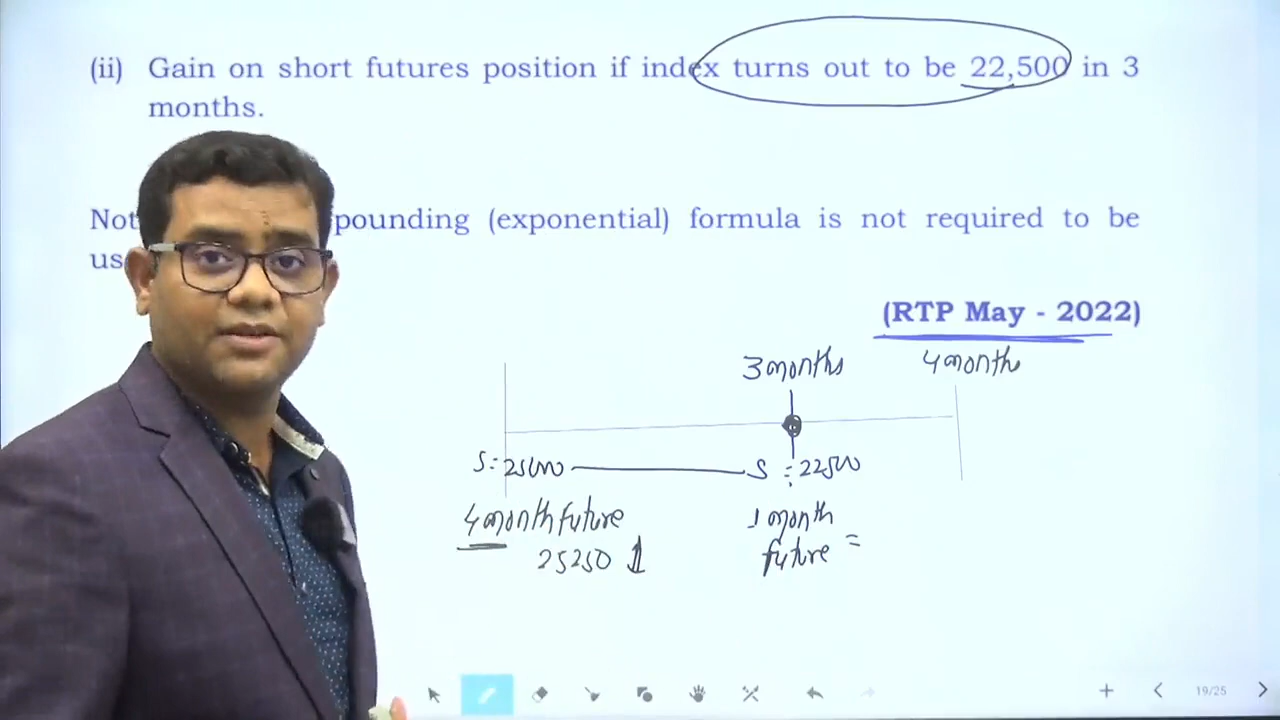 (ii) Gain on short futures position if index turns out to be 22,500 in 3
months.
Not pounding (exponential) formula is not required to be
us
(RTP May - 2022)
3 months 4 months
S = 25000 S = 22500
4 month future 1 month
25250 future =
19/25